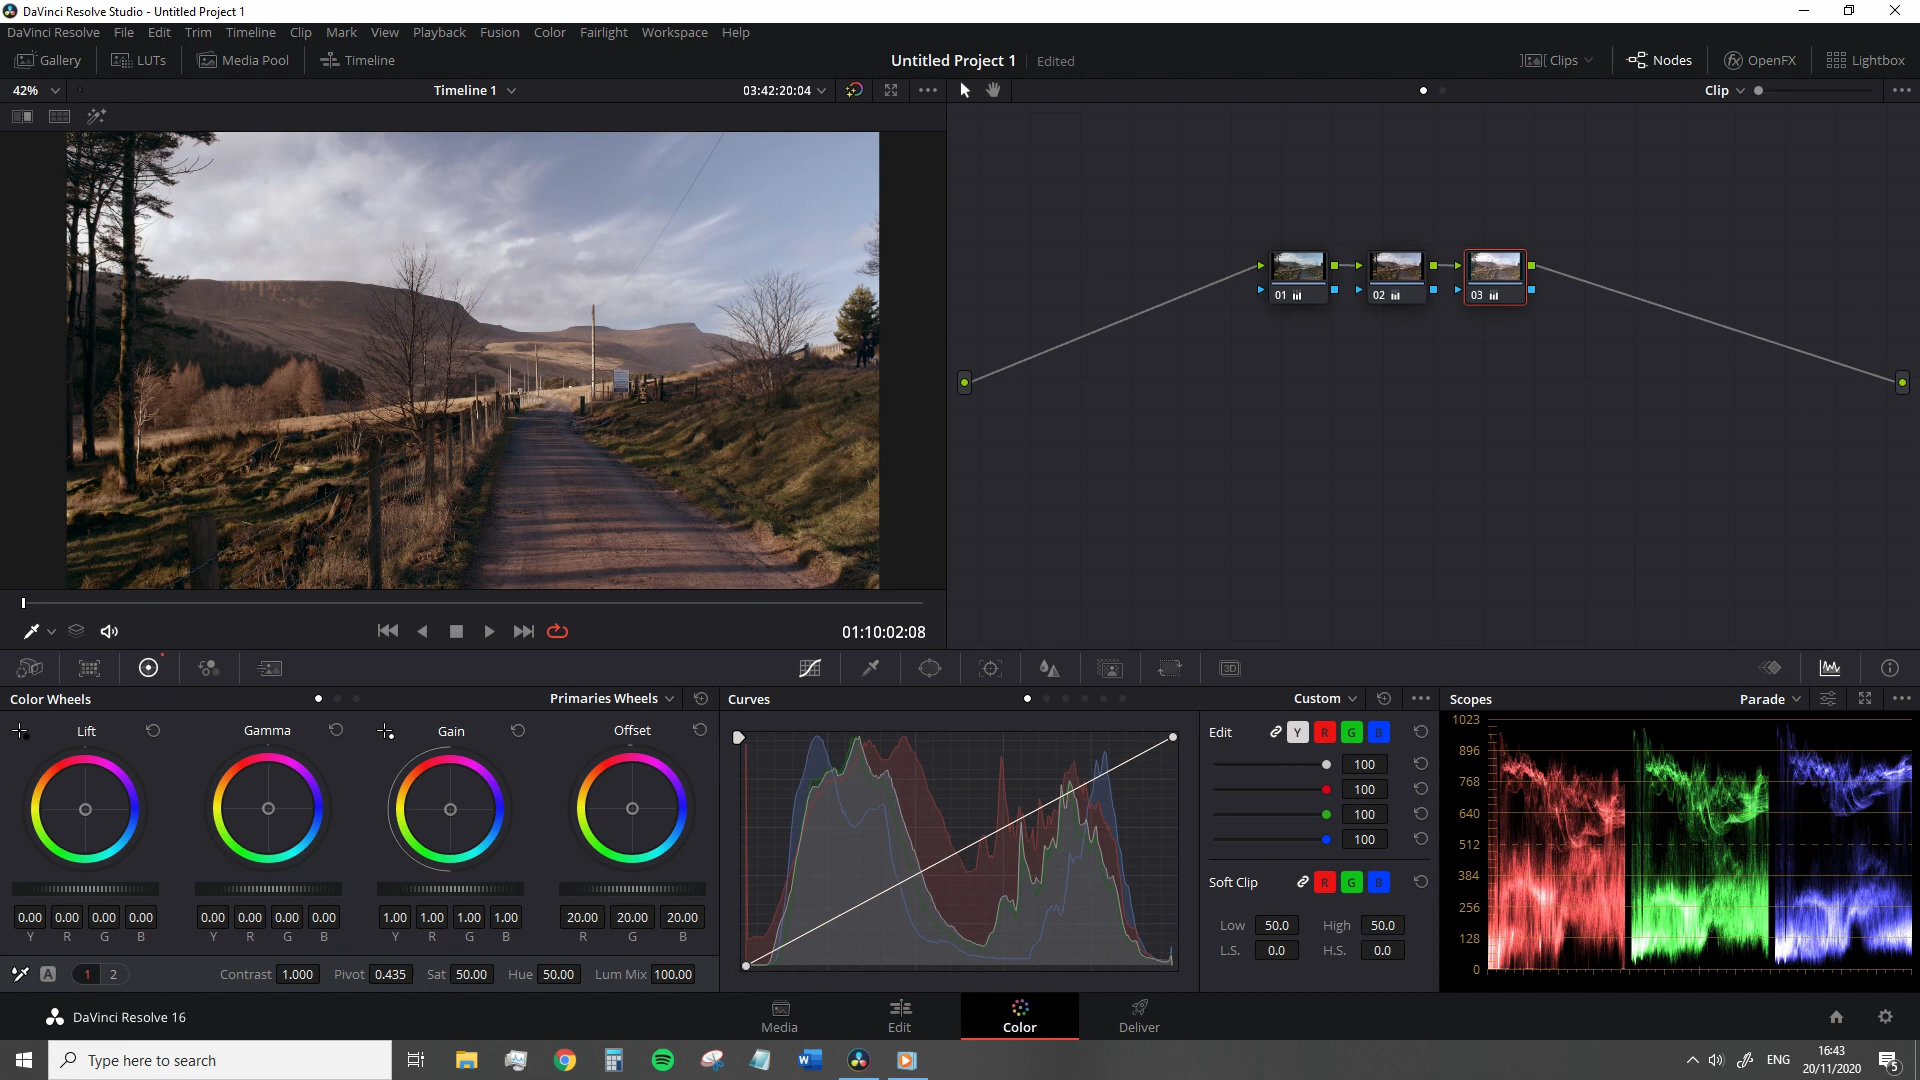 DaVinci Resolve Studio - Untitled Project 1
DaVinci Resolve File Edit Trim Timeline Clip Mark View Playback Fusion Color Fairlight Workspace Help
Gallery LUTs Media Pool Timeline Untitled Project 1 Edited Clips Nodes OpenFX Lightbox
42% Timeline 1 03:42:20:04 Clip
01 02 03
01:10:02:08
3D
Color Wheels Primaries Wheels Curves Custom Scopes Parade
Lift Gamma Gain Offset
Edit Y R G B
100
100
100
100
Soft Clip R G B
Low 50.0 High 50.0
L.S. 0.0 H.S. 0.0
1023
896
768
640
512
384
256
128
0
0.00 0.00 0.00 0.00 0.00 0.00 0.00 0.00 1.00 1.00 1.00 1.00 20.00 20.00 20.00
Y R G B Y R G B Y R G B R G B
A 1 2 Contrast 1.000 Pivot 0.435 Sat 50.00 Hue 50.00 Lum Mix 100.00
DaVinci Resolve 16
Media Edit Color Deliver
Type here to search
ENG
16:43
20/11/2020
5